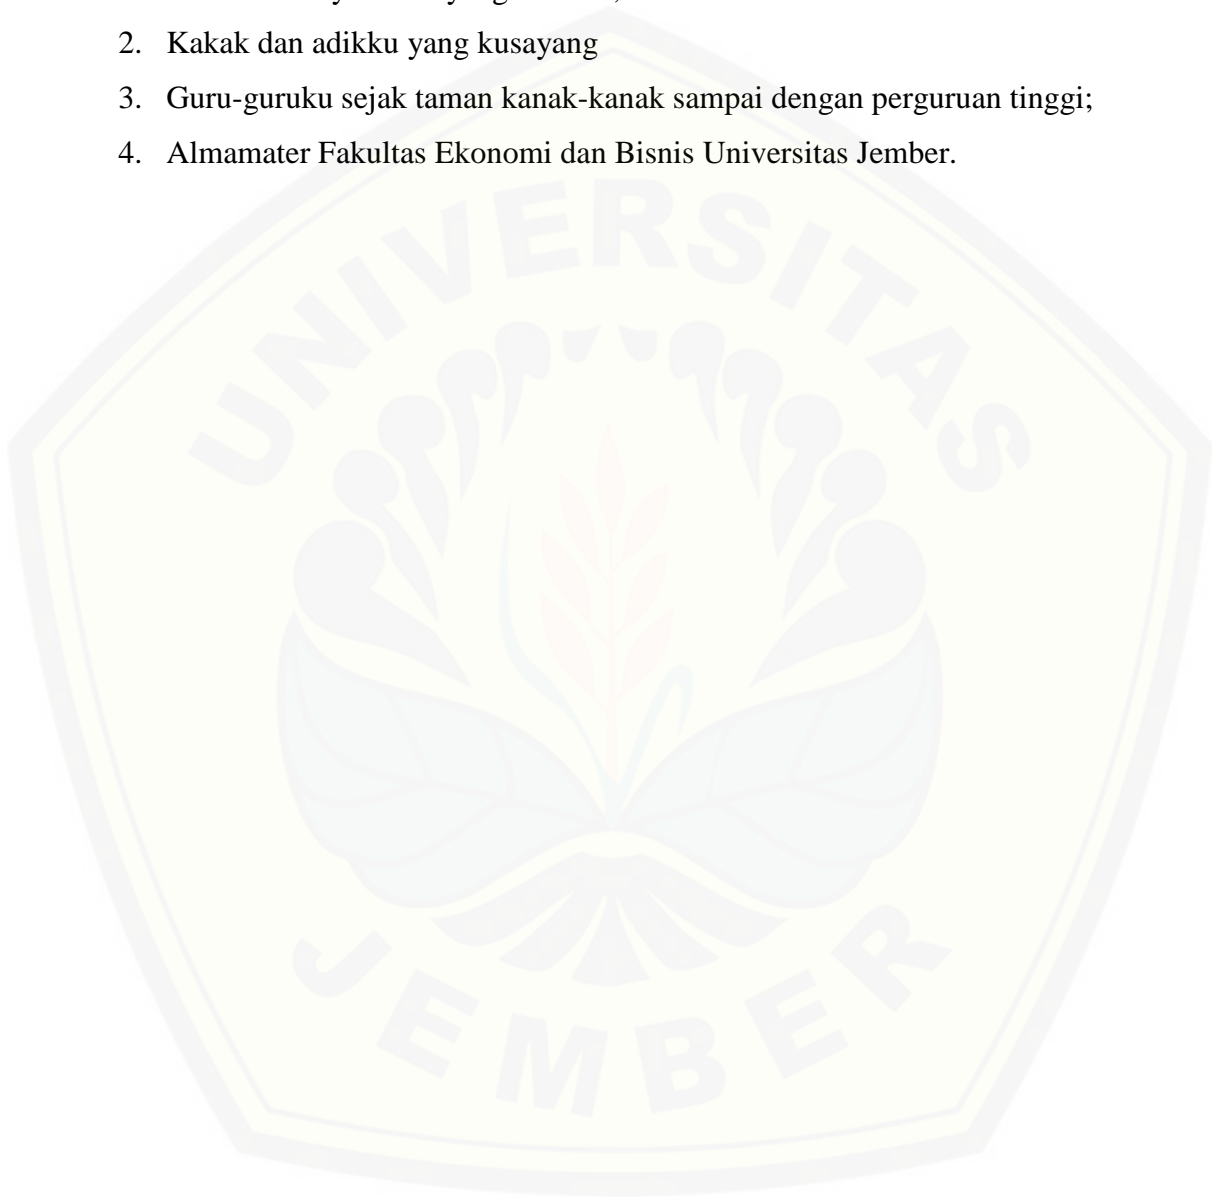 2. Kakak dan adikku yang kusayang
3. Guru-guruku sejak taman kanak-kanak sampai dengan perguruan tinggi;
4. Almamater Fakultas Ekonomi dan Bisnis Universitas Jember.
UNIVERSITAS
JEMBER